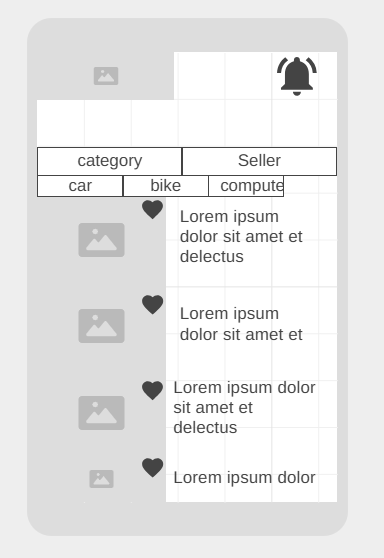 category Seller
car bike compute
Lorem ipsum
dolor sit amet et
delectus
Lorem ipsum
dolor sit amet et
Lorem ipsum dolor
sit amet et
delectus
Lorem ipsum dolor